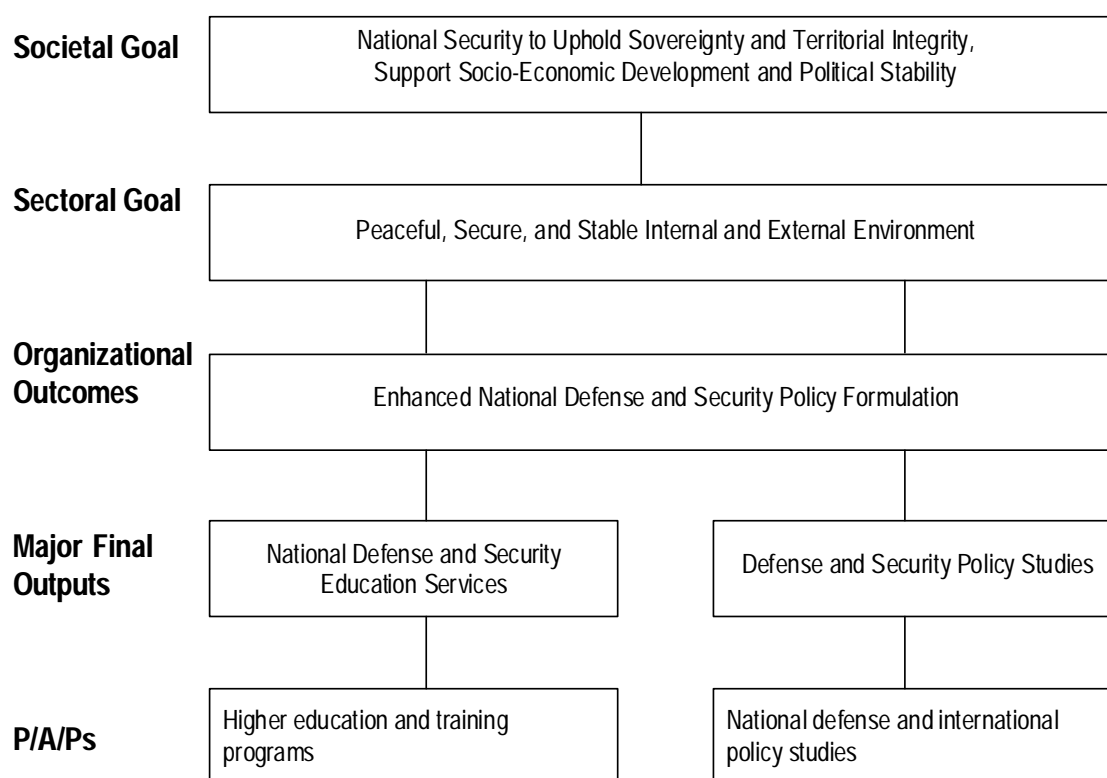 Societal Goal
National Security to Uphold Sovereignty and Territorial Integrity,
Support Socio-Economic Development and Political Stability
Sectoral Goal
Peaceful, Secure, and Stable Internal and External Environment
Organizational
Outcomes
Enhanced National Defense and Security Policy Formulation
Major Final
Outputs
National Defense and Security
Education Services
Defense and Security Policy Studies
P/A/Ps
Higher education and training
programs
National defense and international
policy studies